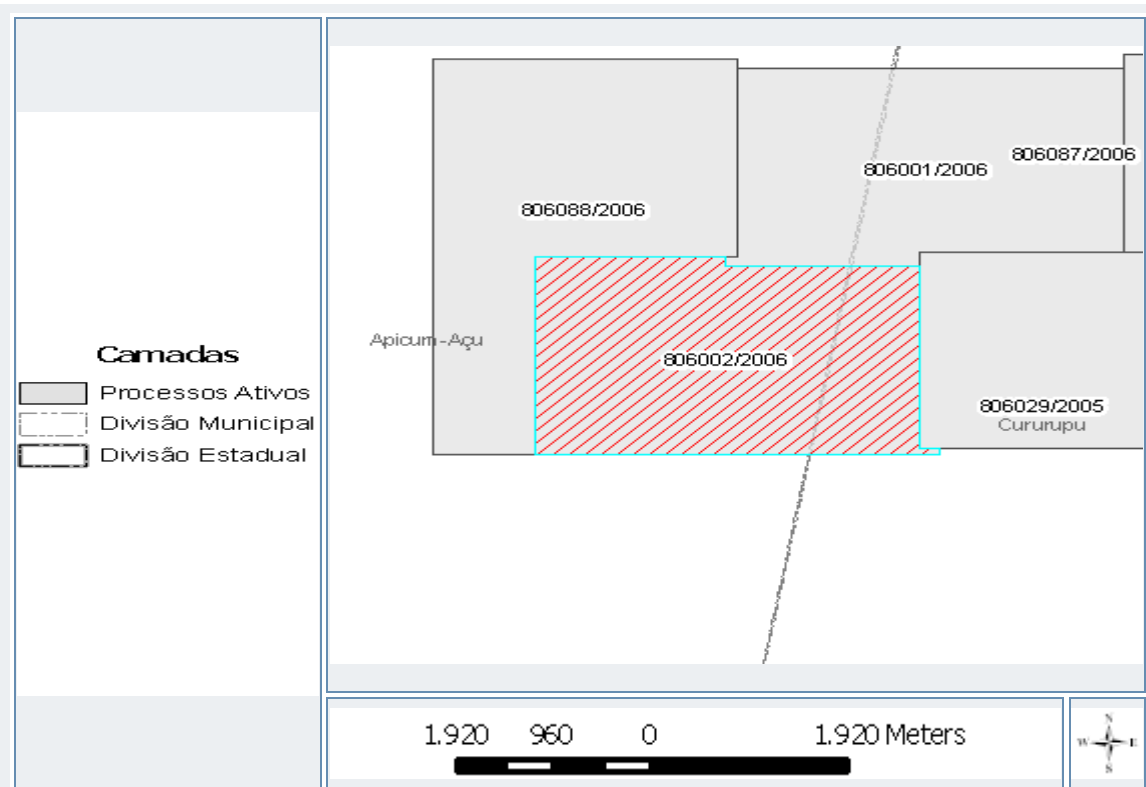 Camadas
Processos Ativos
Divisão Municipal
Divisão Estadual
806087/2006
806001/2006
806088/2006
Apicum-Açu
806002/2006
806029/2005
Cururupu
1.920 960 0 1.920 Meters
N
W E
S